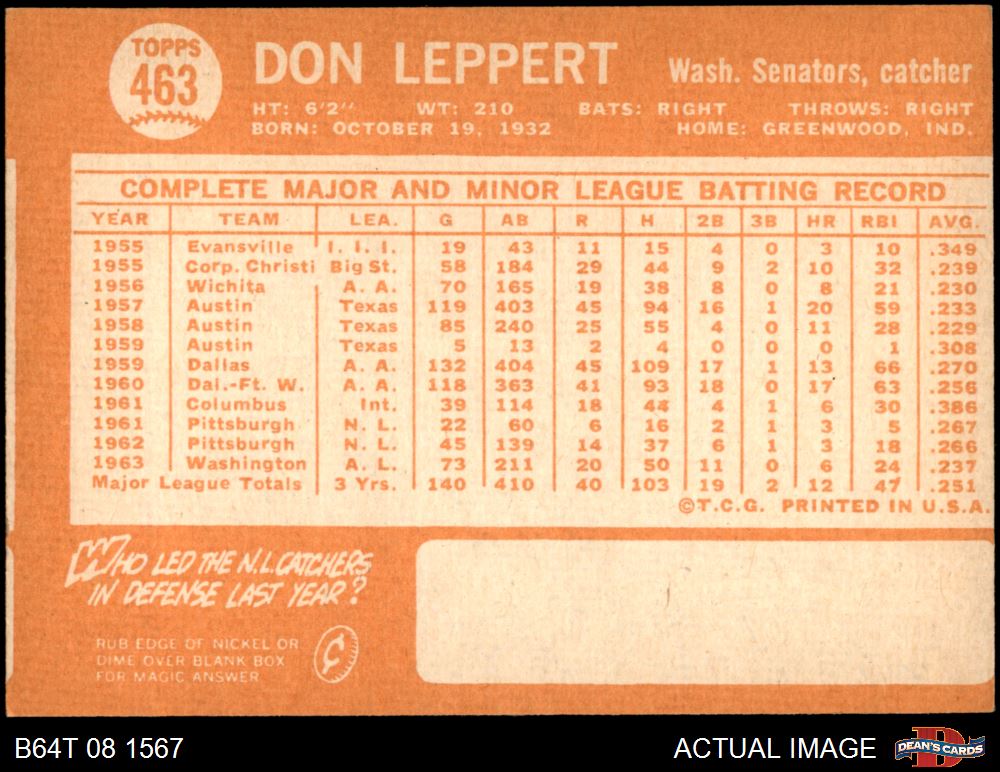 TOPPS
463
DON LEPPERT Wash. Senators, catcher
HT: 6'2" WT: 210 BATS: RIGHT THROWS: RIGHT
BORN: OCTOBER 19, 1932 HOME: GREENWOOD, IND.
COMPLETE MAJOR AND MINOR LEAGUE BATTING RECORD
YEAR TEAM LEA. G AB R H 2B 3B HR RBI AVG.
1955 Evansville I. I. I. 19 43 11 15 4 0 3 10 .349
1955 Corp. Christi Big St. 58 184 29 44 9 2 10 32 .239
1956 Wichita A. A. 70 165 19 38 8 0 8 21 .230
1957 Austin Texas 119 403 45 94 16 1 20 59 .233
1958 Austin Texas 85 240 25 55 4 0 11 28 .229
1959 Austin Texas 5 13 2 4 0 0 0 1 .308
1959 Dallas A. A. 132 404 45 109 17 1 13 66 .270
1960 Dal.-Ft. W. A. A. 118 363 41 93 18 0 17 63 .256
1961 Columbus Int. 39 114 18 44 4 1 6 30 .386
1961 Pittsburgh N. L. 22 60 6 16 2 1 3 5 .267
1962 Pittsburgh N. L. 45 139 14 37 6 1 3 18 .266
1963 Washington A. L. 73 211 20 50 11 0 6 24 .237
Major League Totals 3 Yrs. 140 410 40 103 19 2 12 47 .251
©T.C.G. PRINTED IN U.S.A.
WHO LED THE N.L. CATCHERS
IN DEFENSE LAST YEAR?
RUB EDGE OF NICKEL OR
DIME OVER BLANK BOX
FOR MAGIC ANSWER
¢
B64T 08 1567 ACTUAL IMAGE DEAN'S CARDS